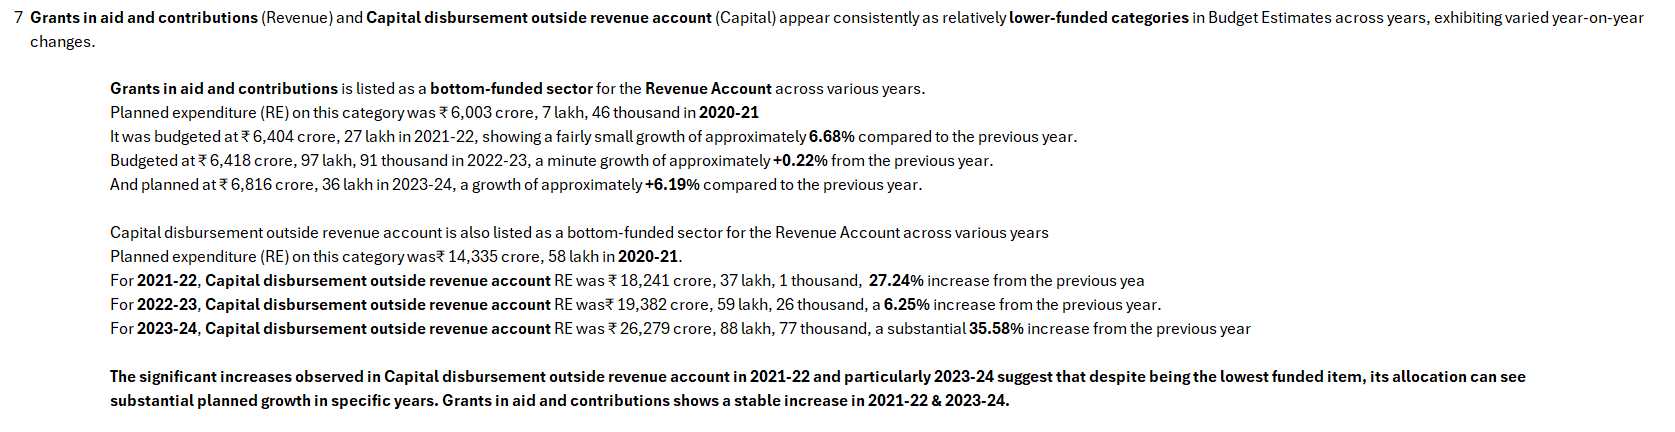 7 Grants in aid and contributions (Revenue) and Capital disbursement outside revenue account (Capital) appear consistently as relatively lower-funded categories in Budget Estimates across years, exhibiting varied year-on-year
changes.
Grants in aid and contributions is listed as a bottom-funded sector for the Revenue Account across various years.
Planned expenditure (RE) on this category was ₹ 6,003 crore, 7 lakh, 46 thousand in 2020-21
It was budgeted at ₹ 6,404 crore, 27 lakh in 2021-22, showing a fairly small growth of approximately 6.68% compared to the previous year.
Budgeted at ₹ 6,418 crore, 97 lakh, 91 thousand in 2022-23, a minute growth of approximately +0.22% from the previous year.
And planned at ₹ 6,816 crore, 36 lakh in 2023-24, a growth of approximately +6.19% compared to the previous year.
Capital disbursement outside revenue account is also listed as a bottom-funded sector for the Revenue Account across various years
Planned expenditure (RE) on this category was₹ 14,335 crore, 58 lakh in 2020-21.
For 2021-22, Capital disbursement outside revenue account RE was ₹ 18,241 crore, 37 lakh, 1 thousand, 27.24% increase from the previous yea
For 2022-23, Capital disbursement outside revenue account RE was₹ 19,382 crore, 59 lakh, 26 thousand, a 6.25% increase from the previous year.
For 2023-24, Capital disbursement outside revenue account RE was ₹ 26,279 crore, 88 lakh, 77 thousand, a substantial 35.58% increase from the previous year
The significant increases observed in Capital disbursement outside revenue account in 2021-22 and particularly 2023-24 suggest that despite being the lowest funded item, its allocation can see
substantial planned growth in specific years. Grants in aid and contributions shows a stable increase in 2021-22 & 2023-24.